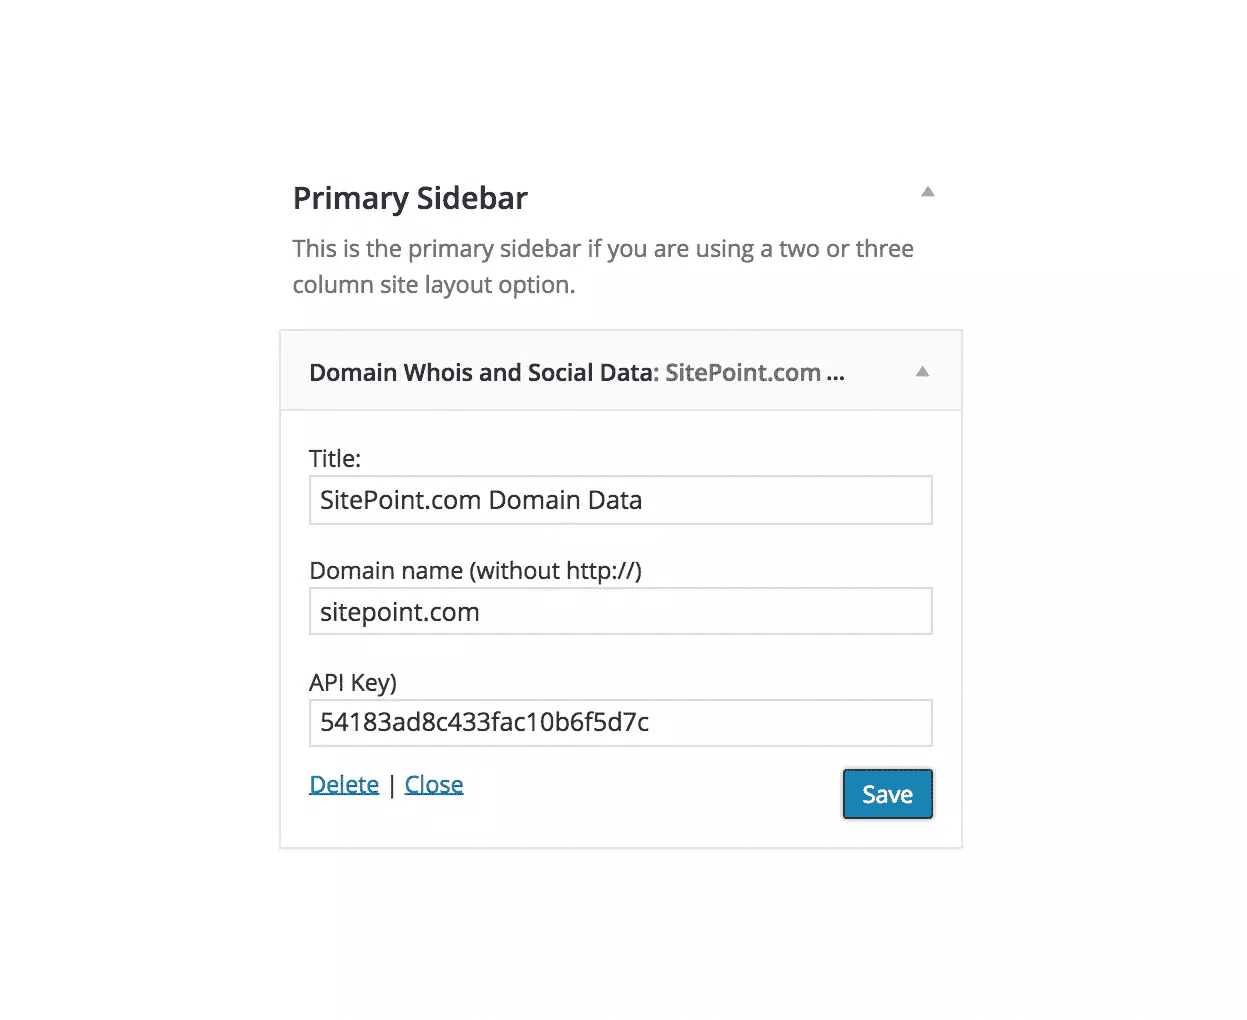 Primary Sidebar
This is the primary sidebar if you are using a two or three
column site layout option.
Domain Whois and Social Data: SitePoint.com ...
Title:
SitePoint.com Domain Data
Domain name (without http://)
sitepoint.com
API Key)
54183ad8c433fac10b6f5d7c
Delete | Close
Save